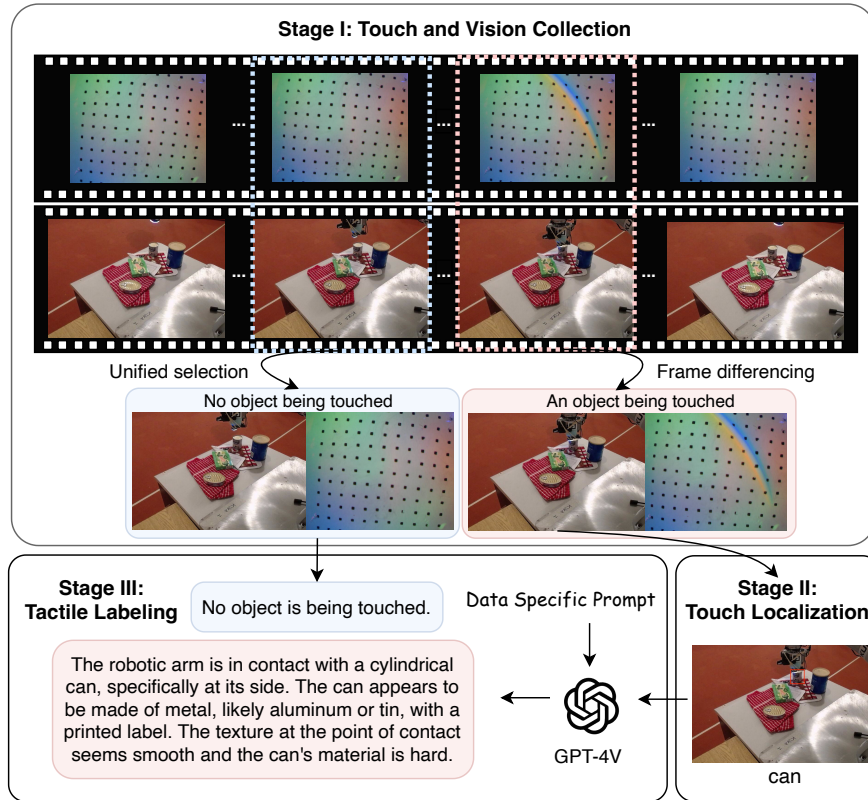 Stage I: Touch and Vision Collection
...
...
...
...
...
...
Unified selection
Frame differencing
No object being touched
An object being touched
Stage III:
Tactile Labeling
No object is being touched.
Data Specific Prompt
Stage II:
Touch Localization
The robotic arm is in contact with a cylindrical
can, specifically at its side. The can appears to
be made of metal, likely aluminum or tin, with a
printed label. The texture at the point of contact
seems smooth and the can's material is hard.
GPT-4V
can